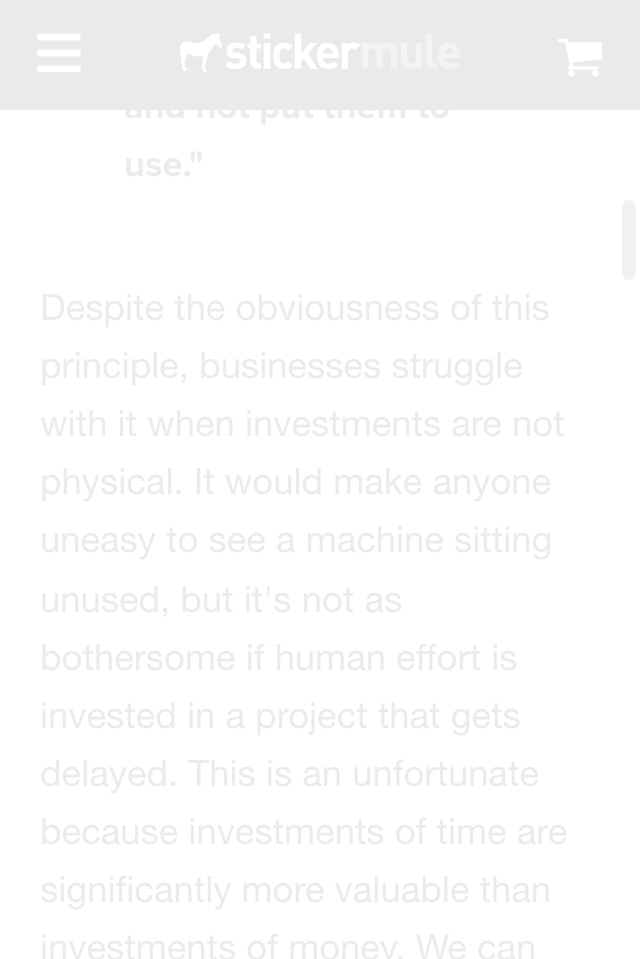 stickermule
and not put them to
use."
Despite the obviousness of this
principle, businesses struggle
with it when investments are not
physical. It would make anyone
uneasy to see a machine sitting
unused, but it's not as
bothersome if human effort is
invested in a project that gets
delayed. This is an unfortunate
because investments of time are
significantly more valuable than
investments of money. We can